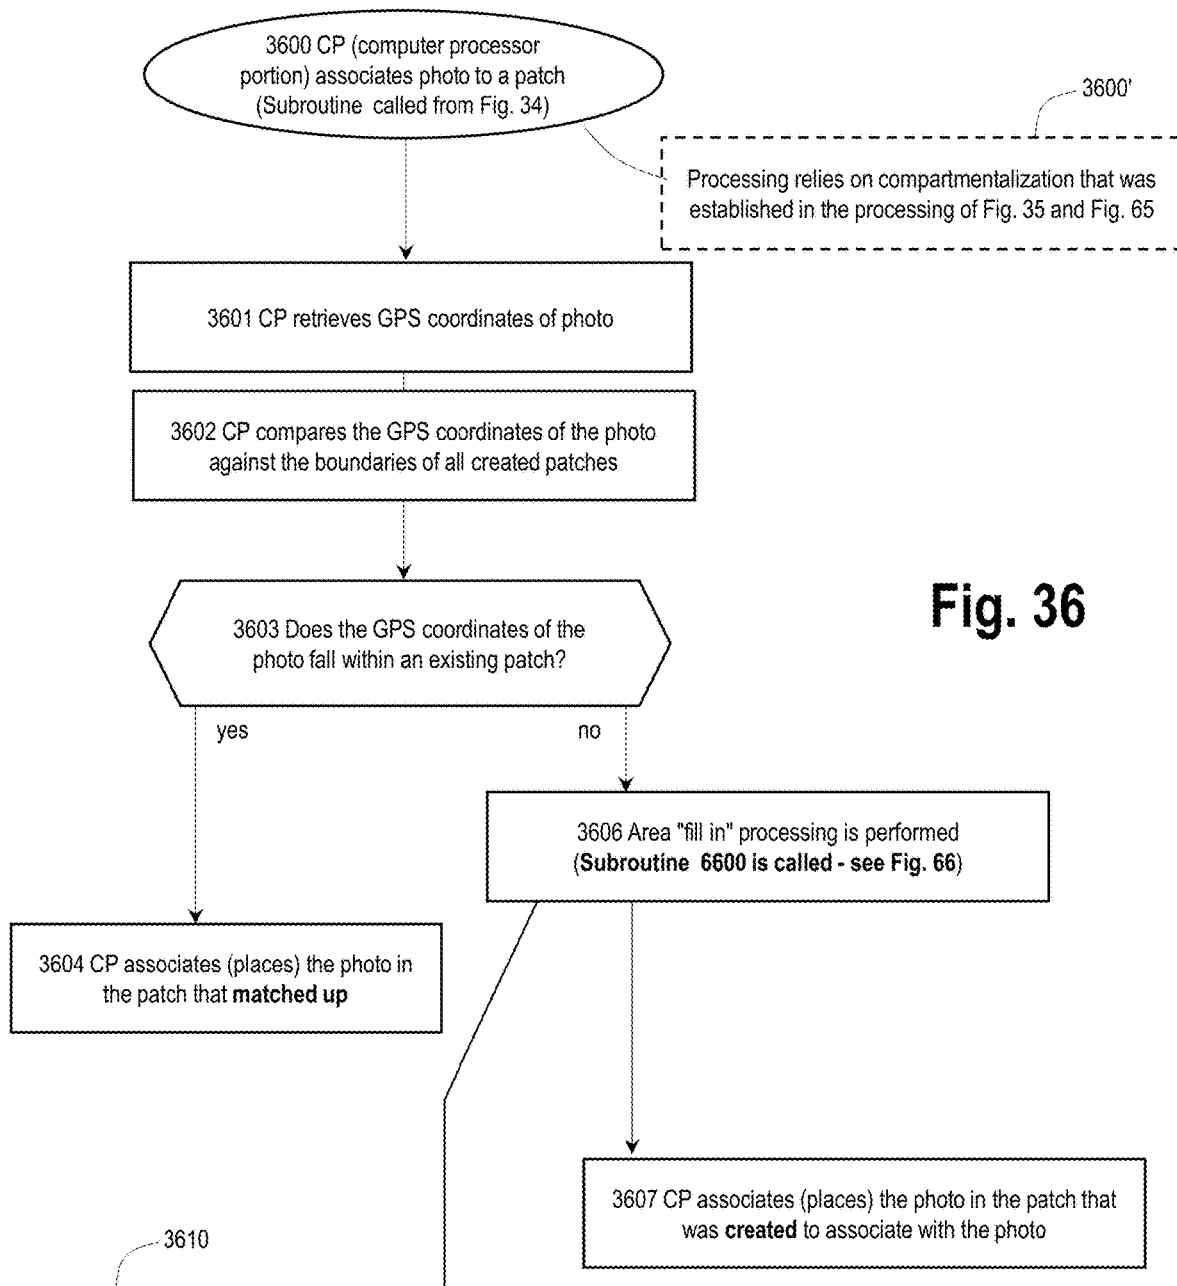 3600 CP (computer processor
portion) associates photo to a patch
(Subroutine called from Fig. 34)
3600'
Processing relies on compartmentalization that was
established in the processing of Fig. 35 and Fig. 65
3601 CP retrieves GPS coordinates of photo
3602 CP compares the GPS coordinates of the photo
against the boundaries of all created patches
Fig. 36
3603 Does the GPS coordinates of the
photo fall within an existing patch?
yes
no
3606 Area "fill in" processing is performed
(Subroutine 6600 is called - see Fig. 66)
3604 CP associates (places) the photo in
the patch that matched up
3607 CP associates (places) the photo in the patch that
was created to associate with the photo
3610